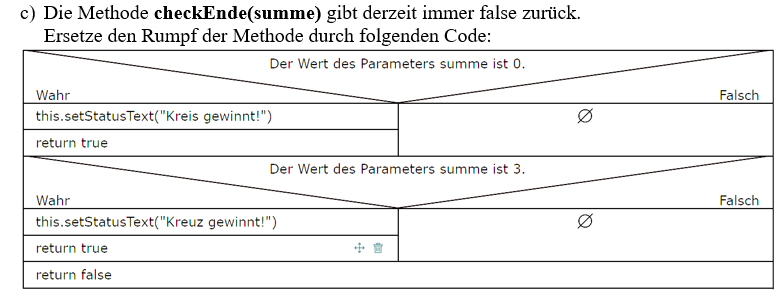 c) Die Methode checkEnde(summe) gibt derzeit immer false zurück.
Ersetze den Rumpf der Methode durch folgenden Code:
Der Wert des Parameters summe ist 0.
Wahr Falsch
this.setStatusText("Kreis gewinnt!") ∅
return true
Der Wert des Parameters summe ist 3.
Wahr Falsch
this.setStatusText("Kreuz gewinnt!") ∅
return true
return false